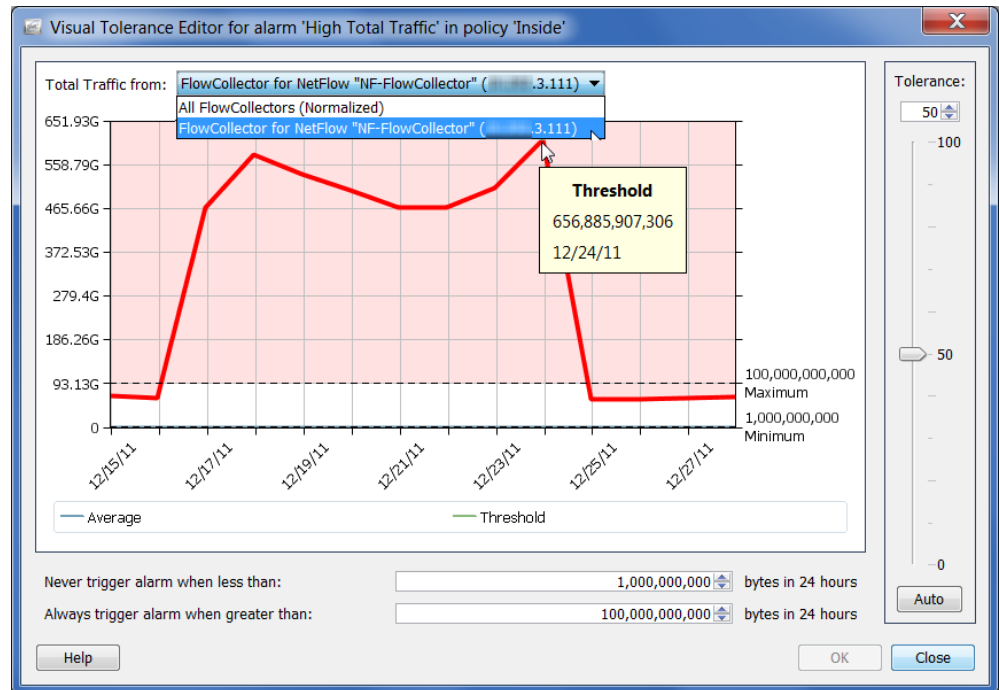 Visual Tolerance Editor for alarm 'High Total Traffic' in policy 'Inside'
Total Traffic from: FlowCollector for NetFlow "NF-FlowCollector" ( .3.111)
All FlowCollectors (Normalized)
FlowCollector for NetFlow "NF-FlowCollector" ( .3.111)
651.93G
558.79G
465.66G
372.53G
279.4G
186.26G
93.13G
0
Threshold
656,885,907,306
12/24/11
100,000,000,000
Maximum
1,000,000,000
Minimum
12/15/11
12/17/11
12/19/11
12/21/11
12/23/11
12/25/11
12/27/11
Average
Threshold
Tolerance:
50
100
50
0
Auto
Never trigger alarm when less than: 1,000,000,000 bytes in 24 hours
Always trigger alarm when greater than: 100,000,000,000 bytes in 24 hours
Help
OK
Close